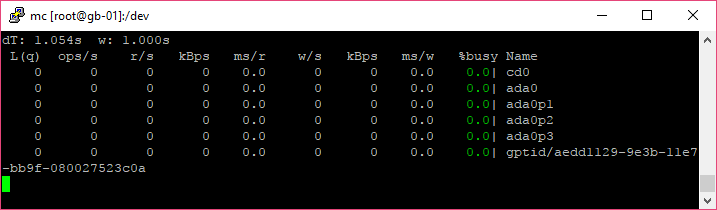 mc [root@gb-01]:/dev
dT: 1.054s  w: 1.000s
 L(q)  ops/s    r/s   kBps   ms/r    w/s   kBps   ms/w   %busy Name
    0      0      0      0    0.0      0      0    0.0    0.0| cd0
    0      0      0      0    0.0      0      0    0.0    0.0| ada0
    0      0      0      0    0.0      0      0    0.0    0.0| ada0p1
    0      0      0      0    0.0      0      0    0.0    0.0| ada0p2
    0      0      0      0    0.0      0      0    0.0    0.0| ada0p3
    0      0      0      0    0.0      0      0    0.0    0.0| gptid/aedd1129-9e3b-11e7
-bb9f-080027523c0a